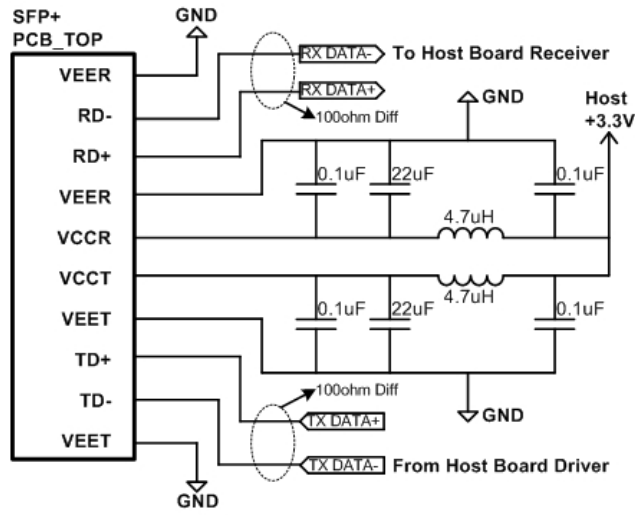 SFP+
PCB_TOP
GND
VEER
RD-
RD+
VEER
VCCR
VCCT
VEET
TD+
TD-
VEET
GND
RX DATA-
To Host Board Receiver
RX DATA+
100ohm Diff
GND
Host
+3.3V
0.1uF
22uF
0.1uF
4.7uH
4.7uH
0.1uF
22uF
0.1uF
100ohm Diff
GND
TX DATA+
TX DATA-
From Host Board Driver